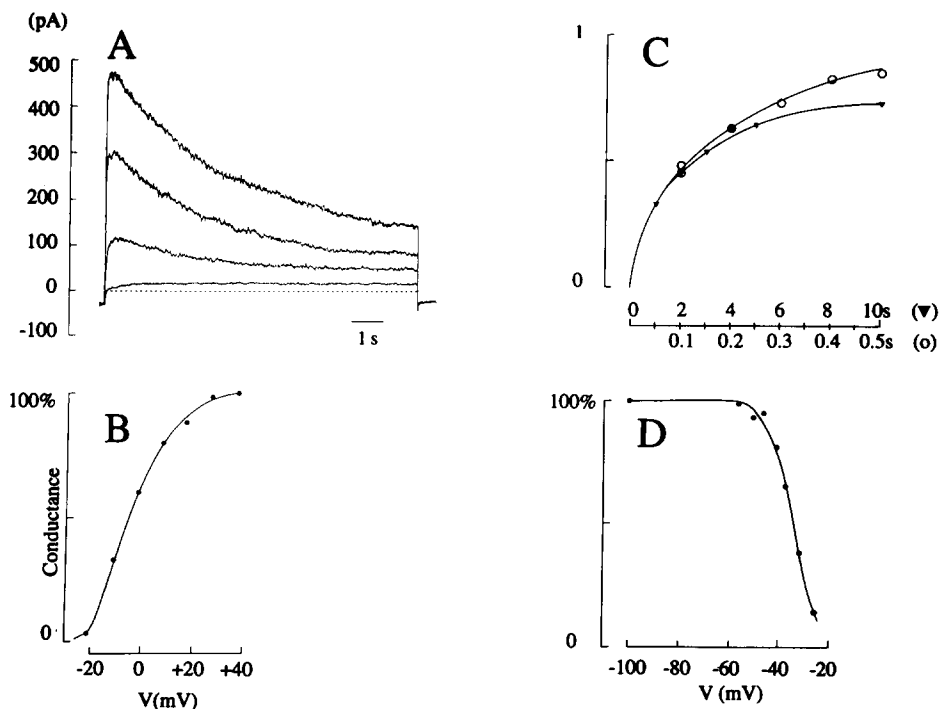 (pA)
A
500
400
300
200
100
0
-100
1 s
C
1
0
0 2 4 6 8 10s (▼)
0.1 0.2 0.3 0.4 0.5s (o)
B
100%
Conductance
0
-20 0 +20 +40
V(mV)
D
100%
0
-100 -80 -60 -40 -20
V (mV)